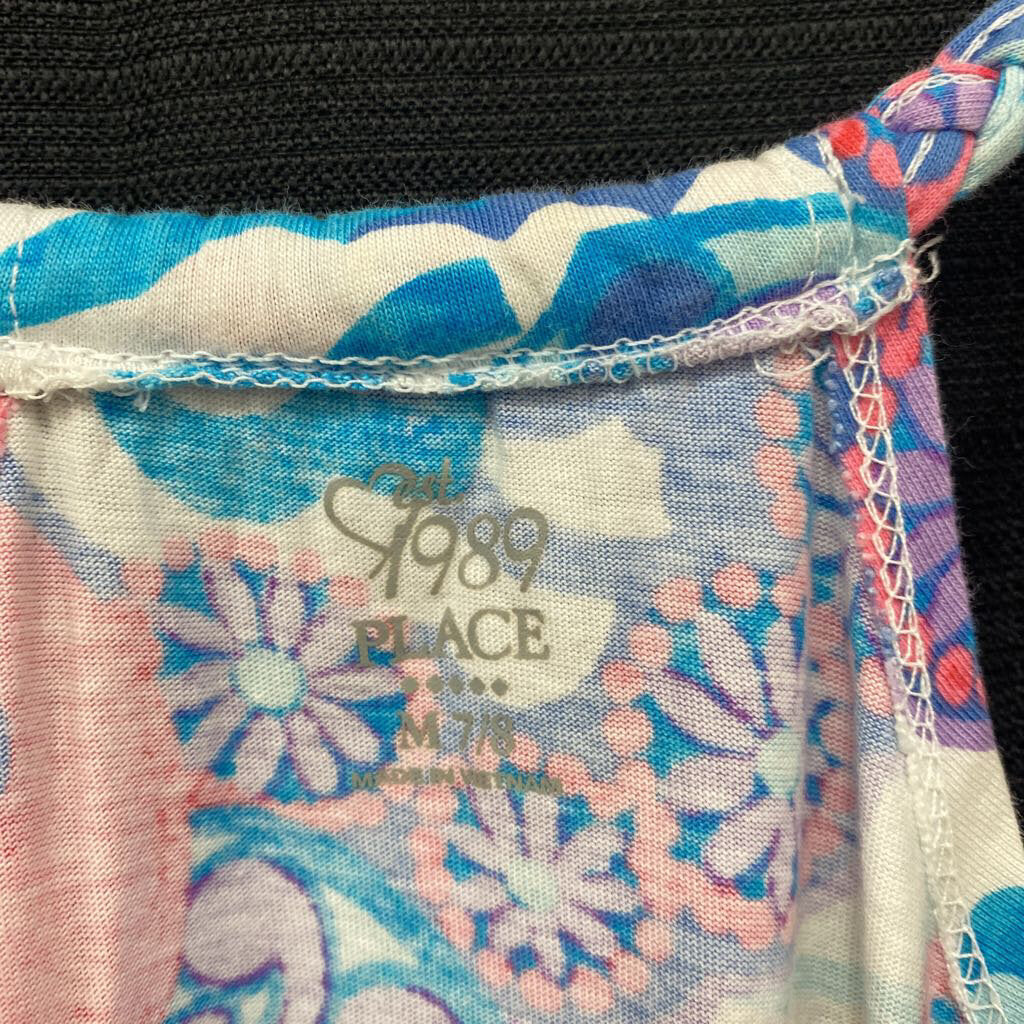 est
1989
PLACE
M 7/8
MADE IN VIETNAM